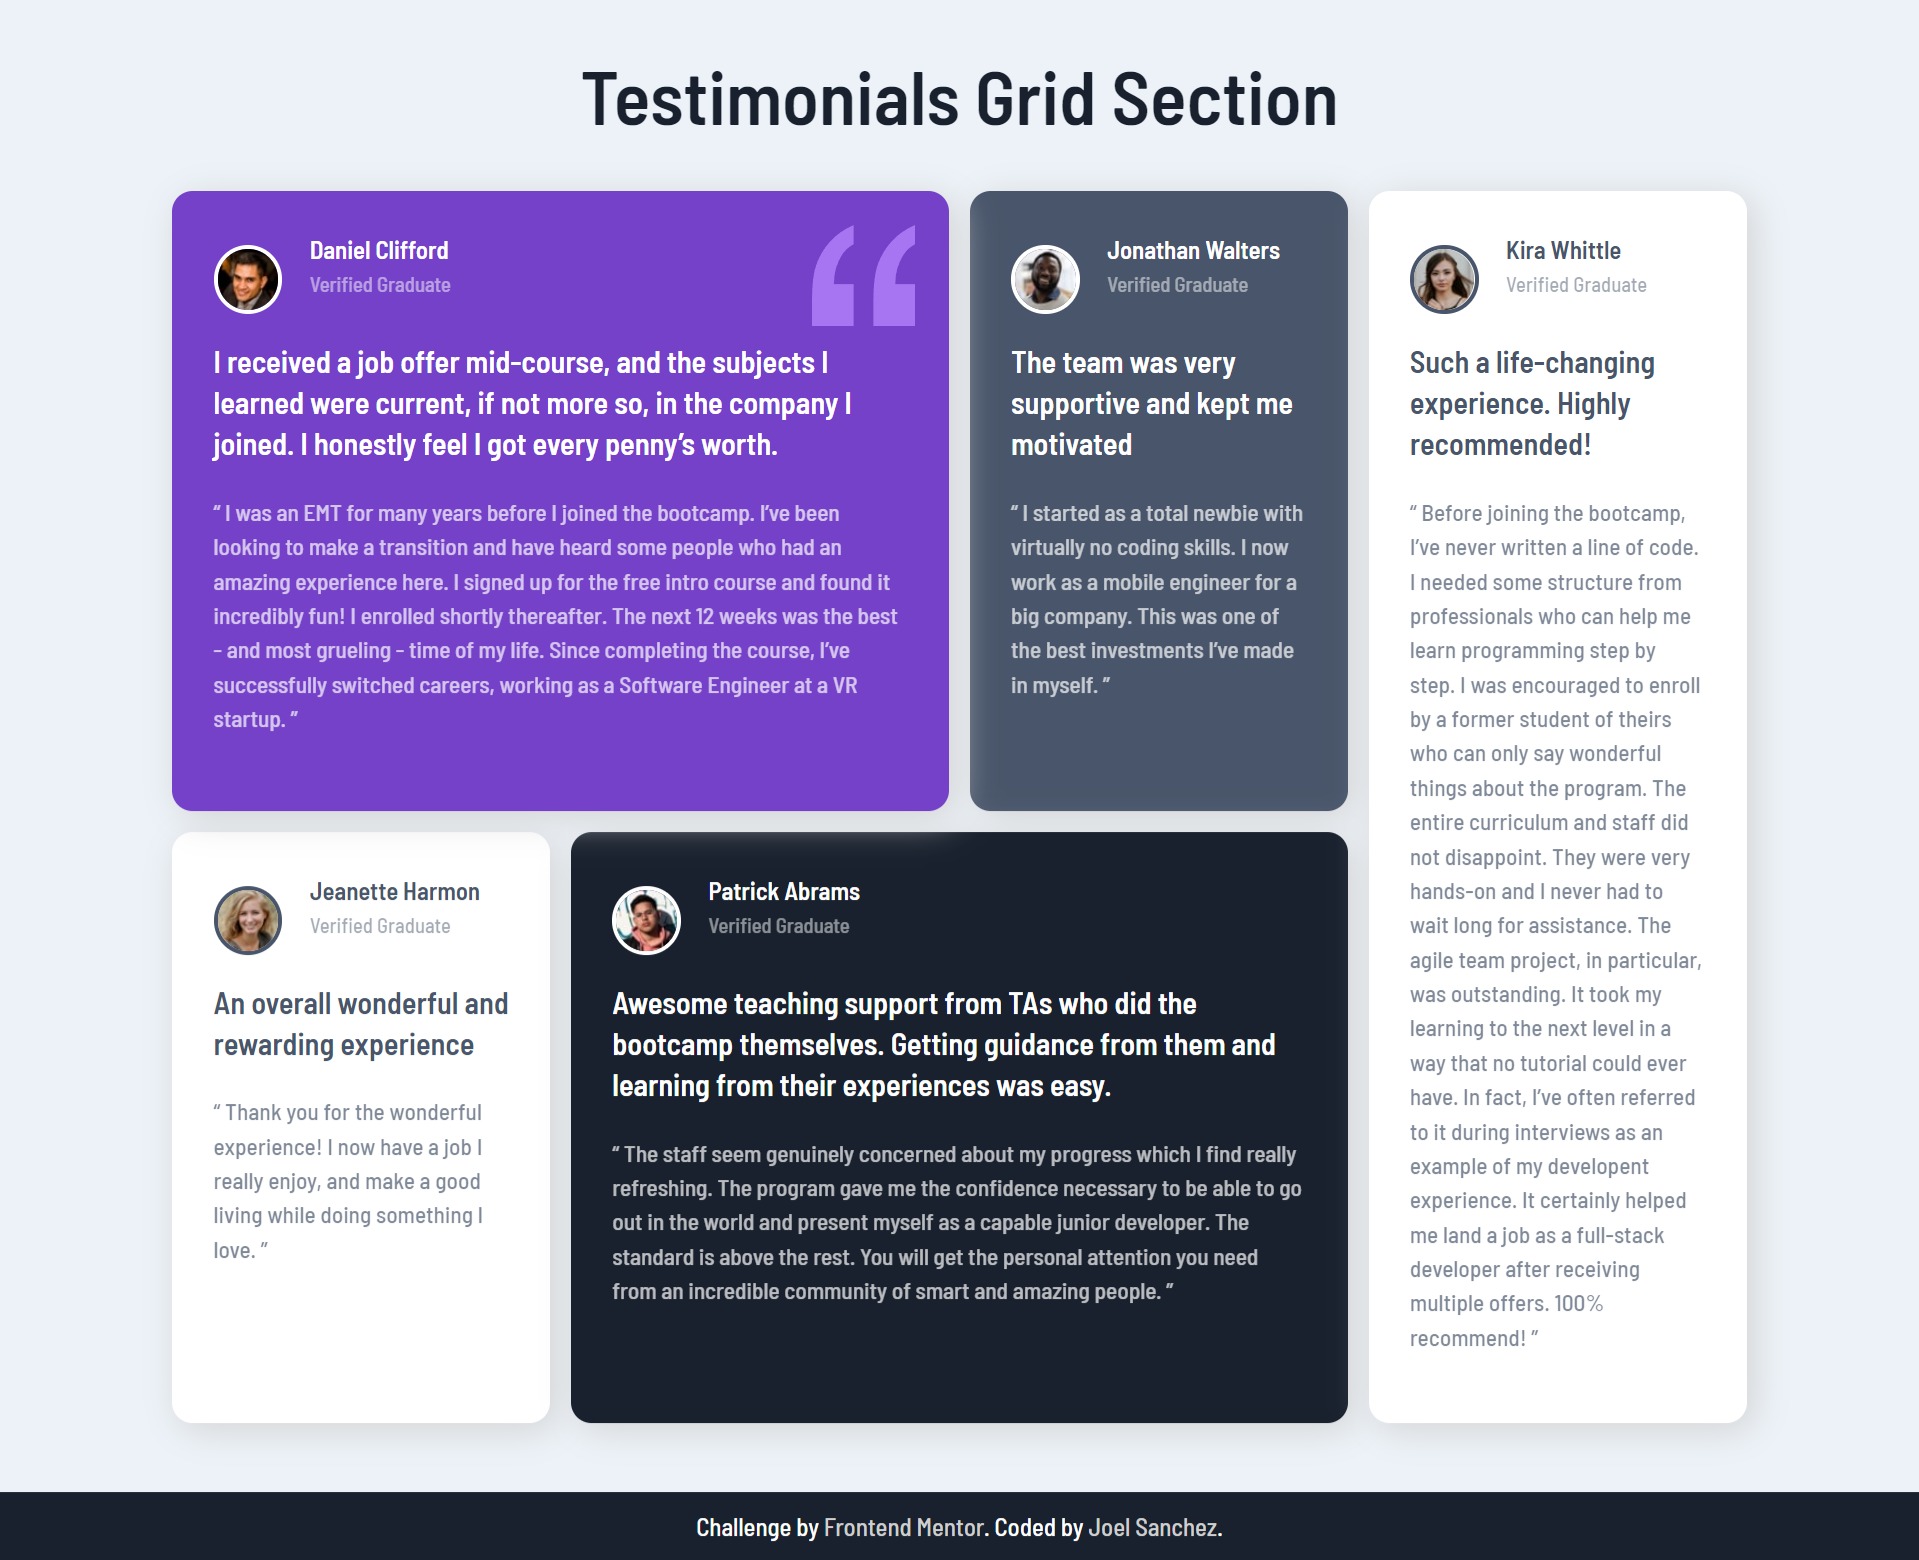 Testimonials Grid Section
Daniel Clifford
Verified Graduate
I received a job offer mid-course, and the subjects I
learned were current, if not more so, in the company I
joined. I honestly feel I got every penny’s worth.
“ I was an EMT for many years before I joined the bootcamp. I’ve been
looking to make a transition and have heard some people who had an
amazing experience here. I signed up for the free intro course and found it
incredibly fun! I enrolled shortly thereafter. The next 12 weeks was the best
- and most grueling - time of my life. Since completing the course, I’ve
successfully switched careers, working as a Software Engineer at a VR
startup. ”
Jonathan Walters
Verified Graduate
The team was very
supportive and kept me
motivated
“ I started as a total newbie with
virtually no coding skills. I now
work as a mobile engineer for a
big company. This was one of
the best investments I’ve made
in myself. ”
Kira Whittle
Verified Graduate
Such a life-changing
experience. Highly
recommended!
“ Before joining the bootcamp,
I’ve never written a line of code.
I needed some structure from
professionals who can help me
learn programming step by
step. I was encouraged to enroll
by a former student of theirs
who can only say wonderful
things about the program. The
entire curriculum and staff did
not disappoint. They were very
hands-on and I never had to
wait long for assistance. The
agile team project, in particular,
was outstanding. It took my
learning to the next level in a
way that no tutorial could ever
have. In fact, I’ve often referred
to it during interviews as an
example of my developent
experience. It certainly helped
me land a job as a full-stack
developer after receiving
multiple offers. 100%
recommend! ”
Jeanette Harmon
Verified Graduate
An overall wonderful and
rewarding experience
“ Thank you for the wonderful
experience! I now have a job I
really enjoy, and make a good
living while doing something I
love. ”
Patrick Abrams
Verified Graduate
Awesome teaching support from TAs who did the
bootcamp themselves. Getting guidance from them and
learning from their experiences was easy.
“ The staff seem genuinely concerned about my progress which I find really
refreshing. The program gave me the confidence necessary to be able to go
out in the world and present myself as a capable junior developer. The
standard is above the rest. You will get the personal attention you need
from an incredible community of smart and amazing people. ”
Challenge by Frontend Mentor. Coded by Joel Sanchez.